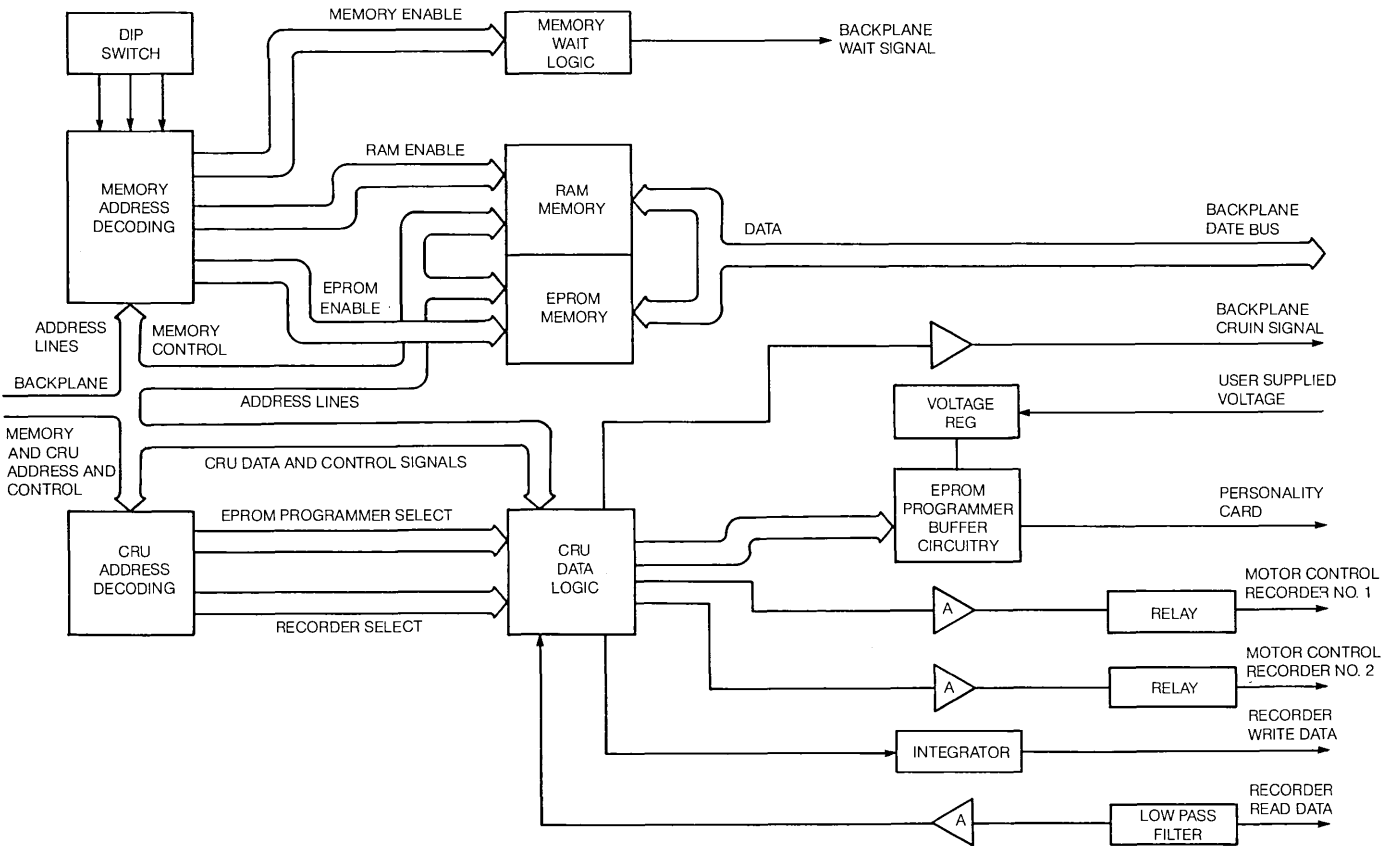 MEMORY ENABLE
DIP
SWITCH
MEMORY
WAIT
LOGIC
BACKPLANE
WAIT SIGNAL
RAM ENABLE
MEMORY
ADDRESS
DECODING
RAM
MEMORY
DATA
BACKPLANE
DATE BUS
EPROM
ENABLE
EPROM
MEMORY
ADDRESS
LINES
MEMORY
CONTROL
BACKPLANE
CRUIN SIGNAL
BACKPLANE
ADDRESS LINES
VOLTAGE
REG
USER SUPPLIED
VOLTAGE
MEMORY
AND CRU
ADDRESS AND
CONTROL
CRU DATA AND CONTROL SIGNALS
EPROM PROGRAMMER SELECT
EPROM
PROGRAMMER
BUFFER
CIRCUITRY
PERSONALITY
CARD
CRU
ADDRESS
DECODING
CRU
DATA
LOGIC
RECORDER SELECT
A
RELAY
MOTOR CONTROL
RECORDER NO. 1
A
RELAY
MOTOR CONTROL
RECORDER NO. 2
INTEGRATOR
RECORDER
WRITE DATA
A
LOW PASS
FILTER
RECORDER
READ DATA